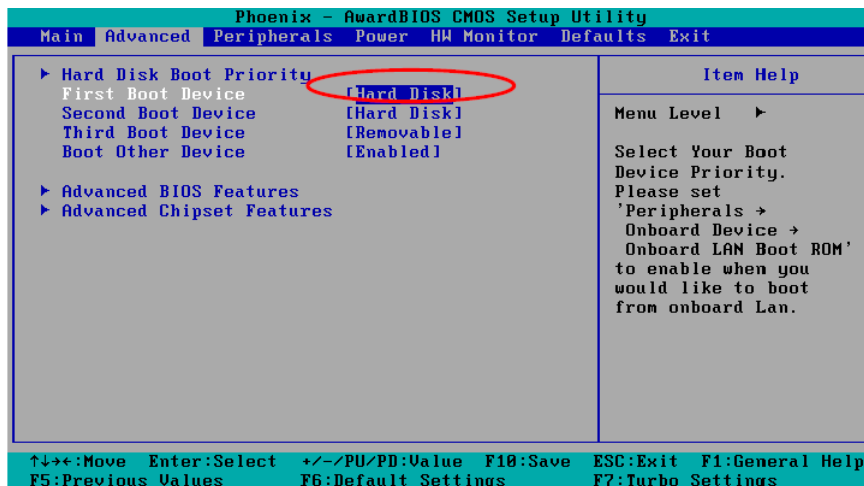 Phoenix - AwardBIOS CMOS Setup Utility
Main Advanced Peripherals Power HW Monitor Defaults Exit
Hard Disk Boot Priority
First Boot Device [Hard Disk]
Second Boot Device [Hard Disk]
Third Boot Device [Removable]
Boot Other Device [Enabled]
Advanced BIOS Features
Advanced Chipset Features
Item Help
Menu Level
Select Your Boot
Device Priority.
Please set
'Peripherals →
Onboard Device →
Onboard LAN Boot ROM'
to enable when you
would like to boot
from onboard Lan.
↑↓→←:Move Enter:Select +/-/PU/PD:Value F10:Save ESC:Exit F1:General Help
F5:Previous Values F6:Default Settings F7:Turbo Settings